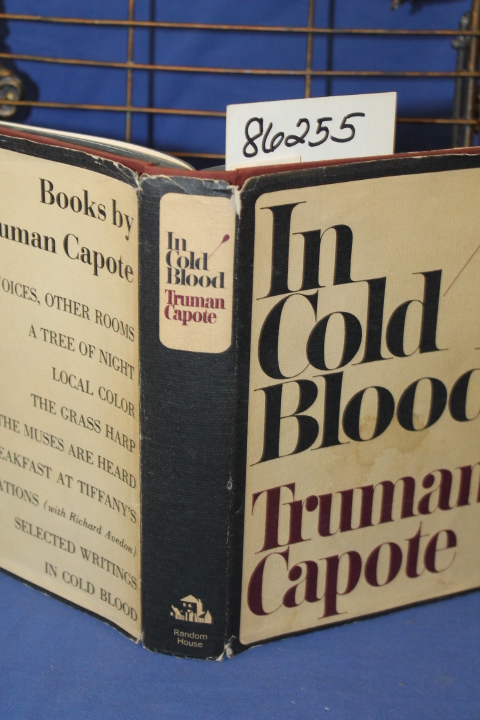 86255
Books by
uman Capote
OICES, OTHER ROOMS
A TREE OF NIGHT
LOCAL COLOR
THE GRASS HARP
THE MUSES ARE HEARD
EAKFAST AT TIFFANY'S
ATIONS (with Richard Avedon)
SELECTED WRITINGS
IN COLD BLOOD
In
Cold
Blood
Truman
Capote
Random
House
In
Cold
Blood
Truman
Capote